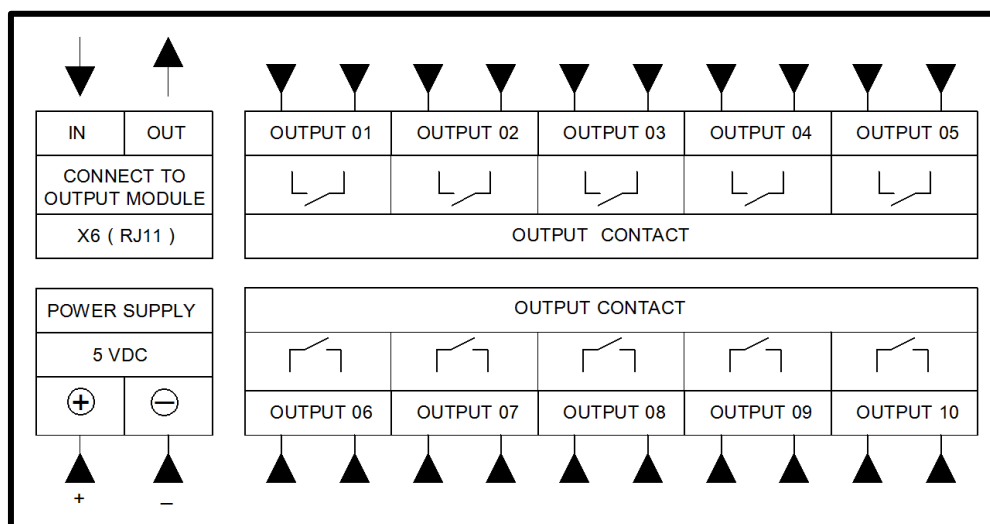 IN OUT
CONNECT TO
OUTPUT MODULE
X6 ( RJ11 )
OUTPUT 01 OUTPUT 02 OUTPUT 03 OUTPUT 04 OUTPUT 05
OUTPUT CONTACT
POWER SUPPLY
5 VDC
+ −
+ −
OUTPUT CONTACT
OUTPUT 06 OUTPUT 07 OUTPUT 08 OUTPUT 09 OUTPUT 10